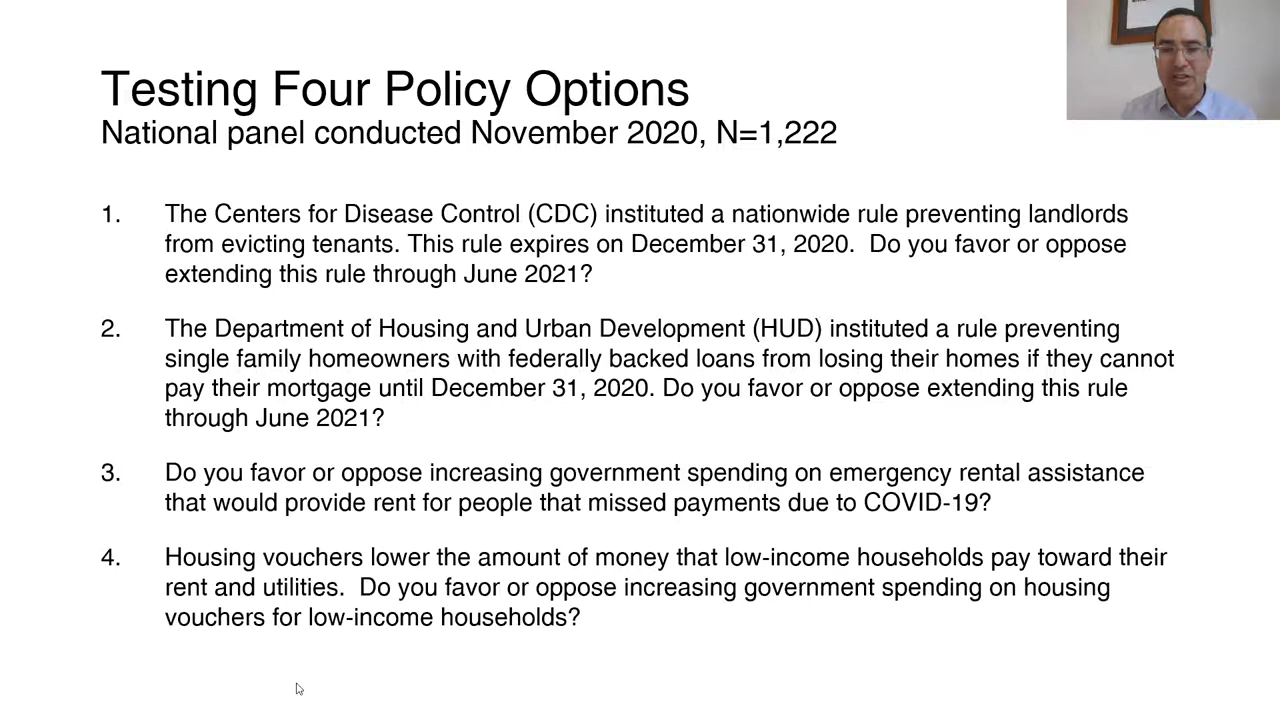 Testing Four Policy Options
National panel conducted November 2020, N=1,222
1. The Centers for Disease Control (CDC) instituted a nationwide rule preventing landlords
from evicting tenants. This rule expires on December 31, 2020.  Do you favor or oppose
extending this rule through June 2021?
2. The Department of Housing and Urban Development (HUD) instituted a rule preventing
single family homeowners with federally backed loans from losing their homes if they cannot
pay their mortgage until December 31, 2020. Do you favor or oppose extending this rule
through June 2021?
3. Do you favor or oppose increasing government spending on emergency rental assistance
that would provide rent for people that missed payments due to COVID-19?
4. Housing vouchers lower the amount of money that low-income households pay toward their
rent and utilities.  Do you favor or oppose increasing government spending on housing
vouchers for low-income households?